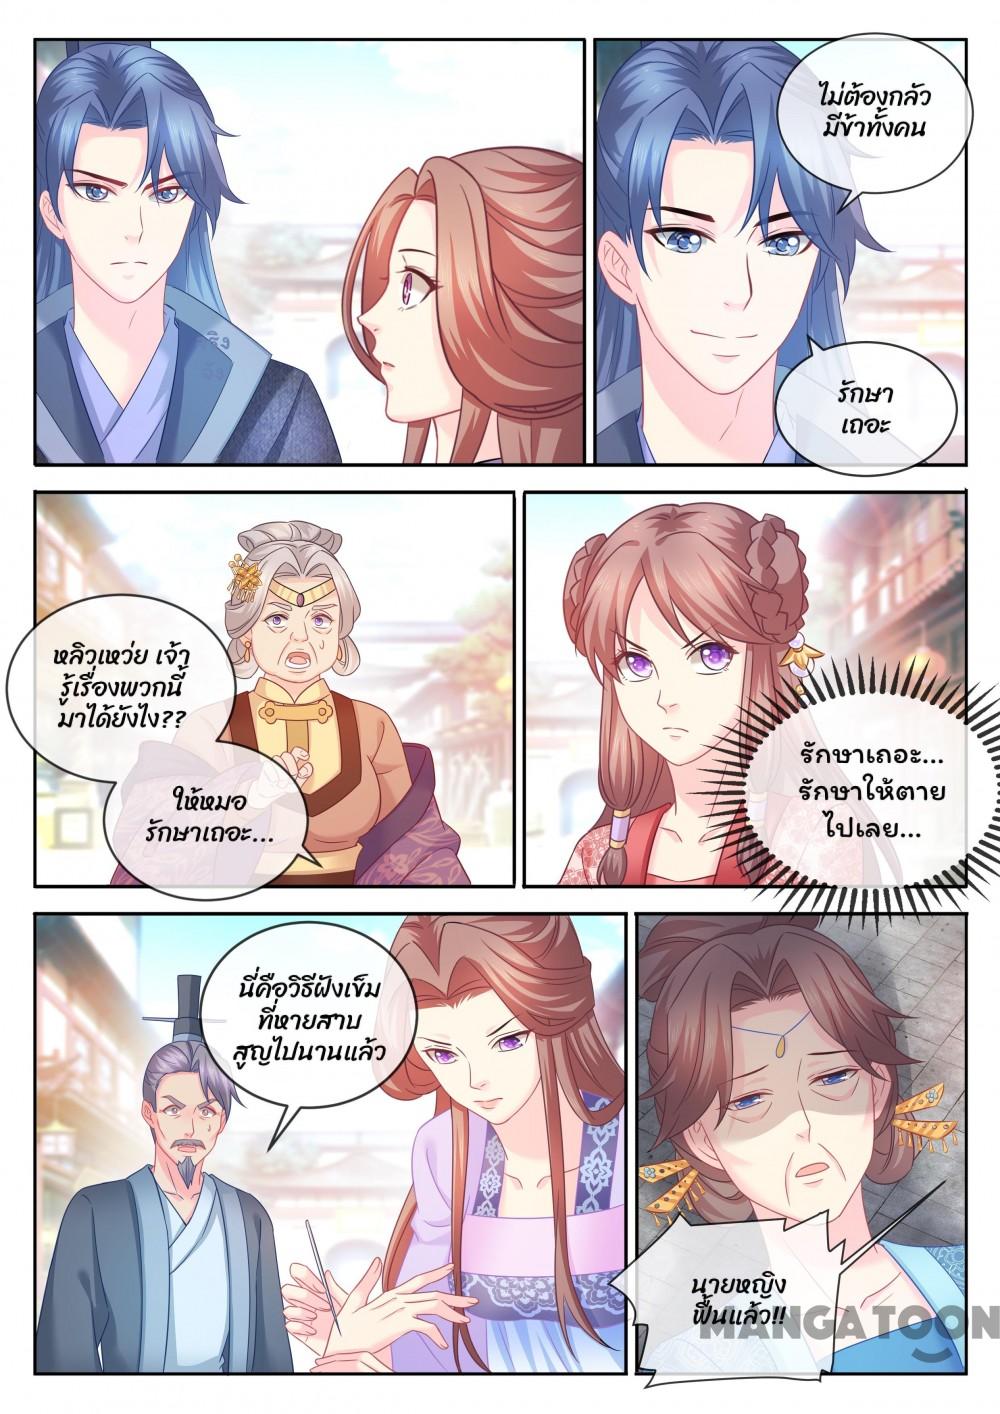 ไม่ต้องกลัว
มีข้าทั้งคน
รักษา
เถอะ
หลิวเหว่ย เจ้า
รู้เรื่องพวกนี้
มาได้ยังไง??
ให้หมอ
รักษาเถอะ...
รักษาเถอะ...
รักษาให้ตาย
ไปเลย...
นี่คือวิธีฝังเข็ม
ที่หายสาบ
สูญไปนานแล้ว
นายหญิง
ฟื้นแล้ว!!
MANGATOON